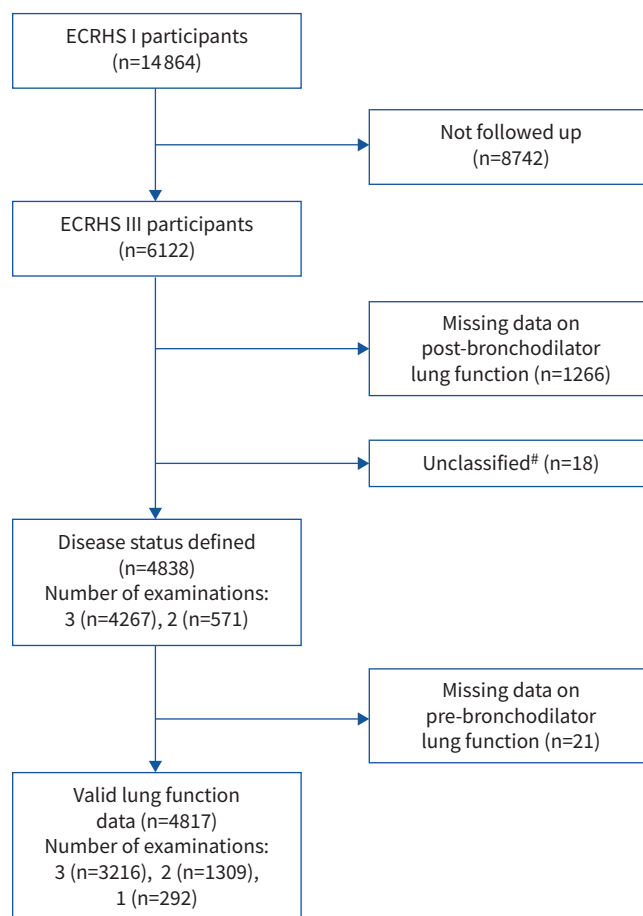 ECRHS I participants
(n=14 864)
Not followed up
(n=8742)
ECRHS III participants
(n=6122)
Missing data on
post-bronchodilator
lung function (n=1266)
Unclassified# (n=18)
Disease status defined
(n=4838)
Number of examinations:
3 (n=4267), 2 (n=571)
Missing data on
pre-bronchodilator
lung function (n=21)
Valid lung function
data (n=4817)
Number of examinations:
3 (n=3216), 2 (n=1309),
1 (n=292)